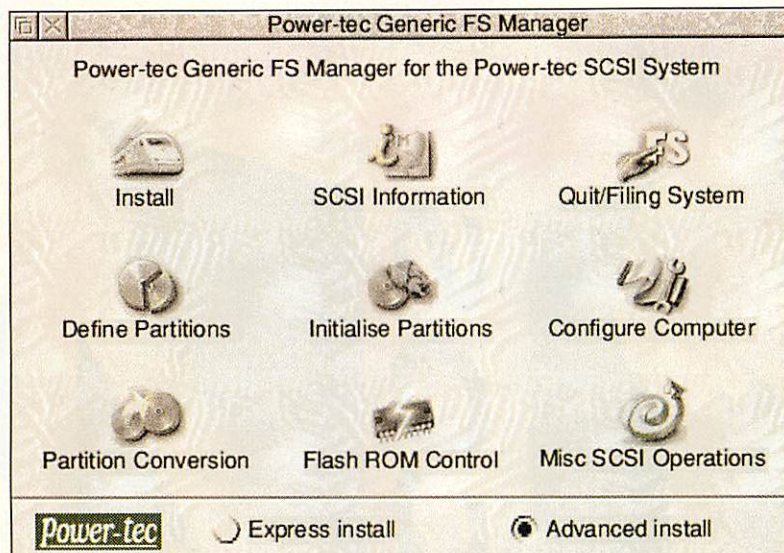 Power-tec Generic FS Manager
Power-tec Generic FS Manager for the Power-tec SCSI System
Install
SCSI Information
FS
Quit/Filing System
Define Partitions
Initialise Partitions
Configure Computer
Partition Conversion
Flash ROM Control
Misc SCSI Operations
Power-tec
Express install
Advanced install